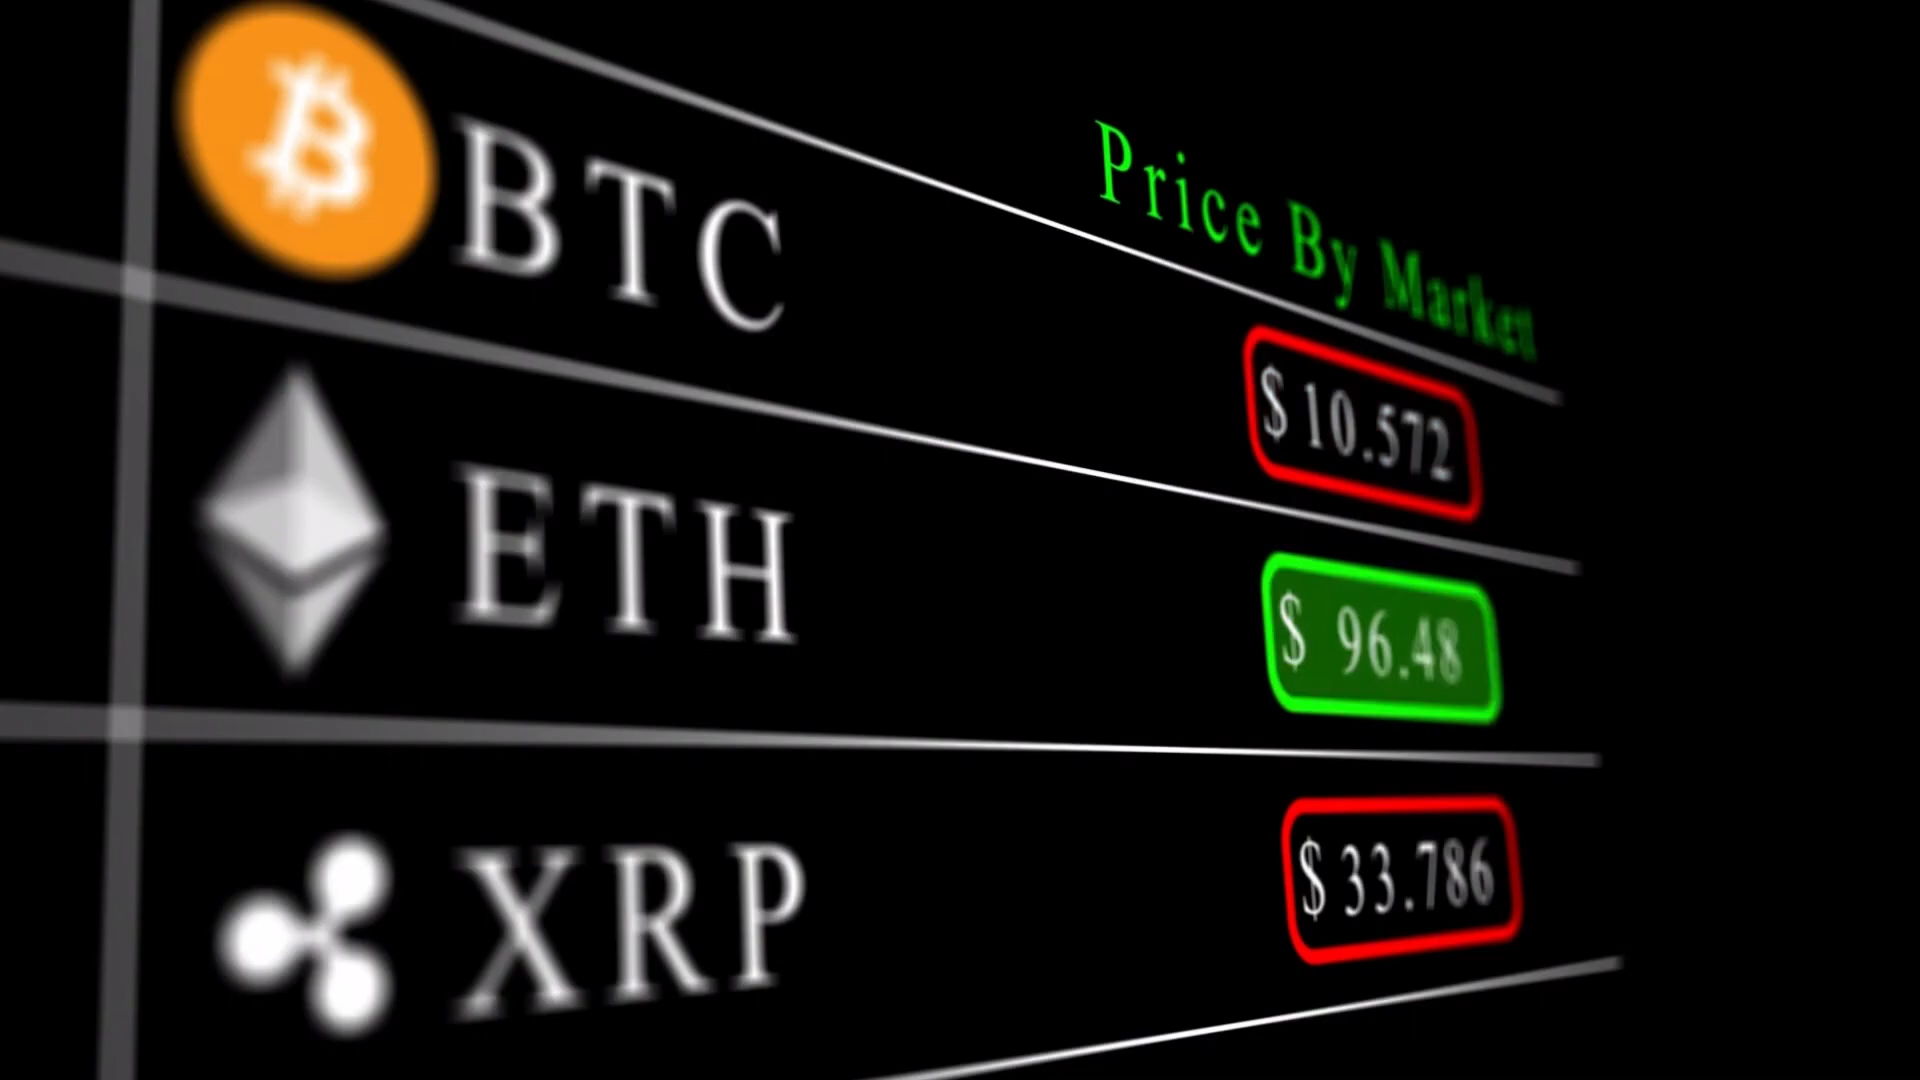 Price By Market
BTC
$ 10.572
ETH
$ 96.48
XRP
$ 33.786